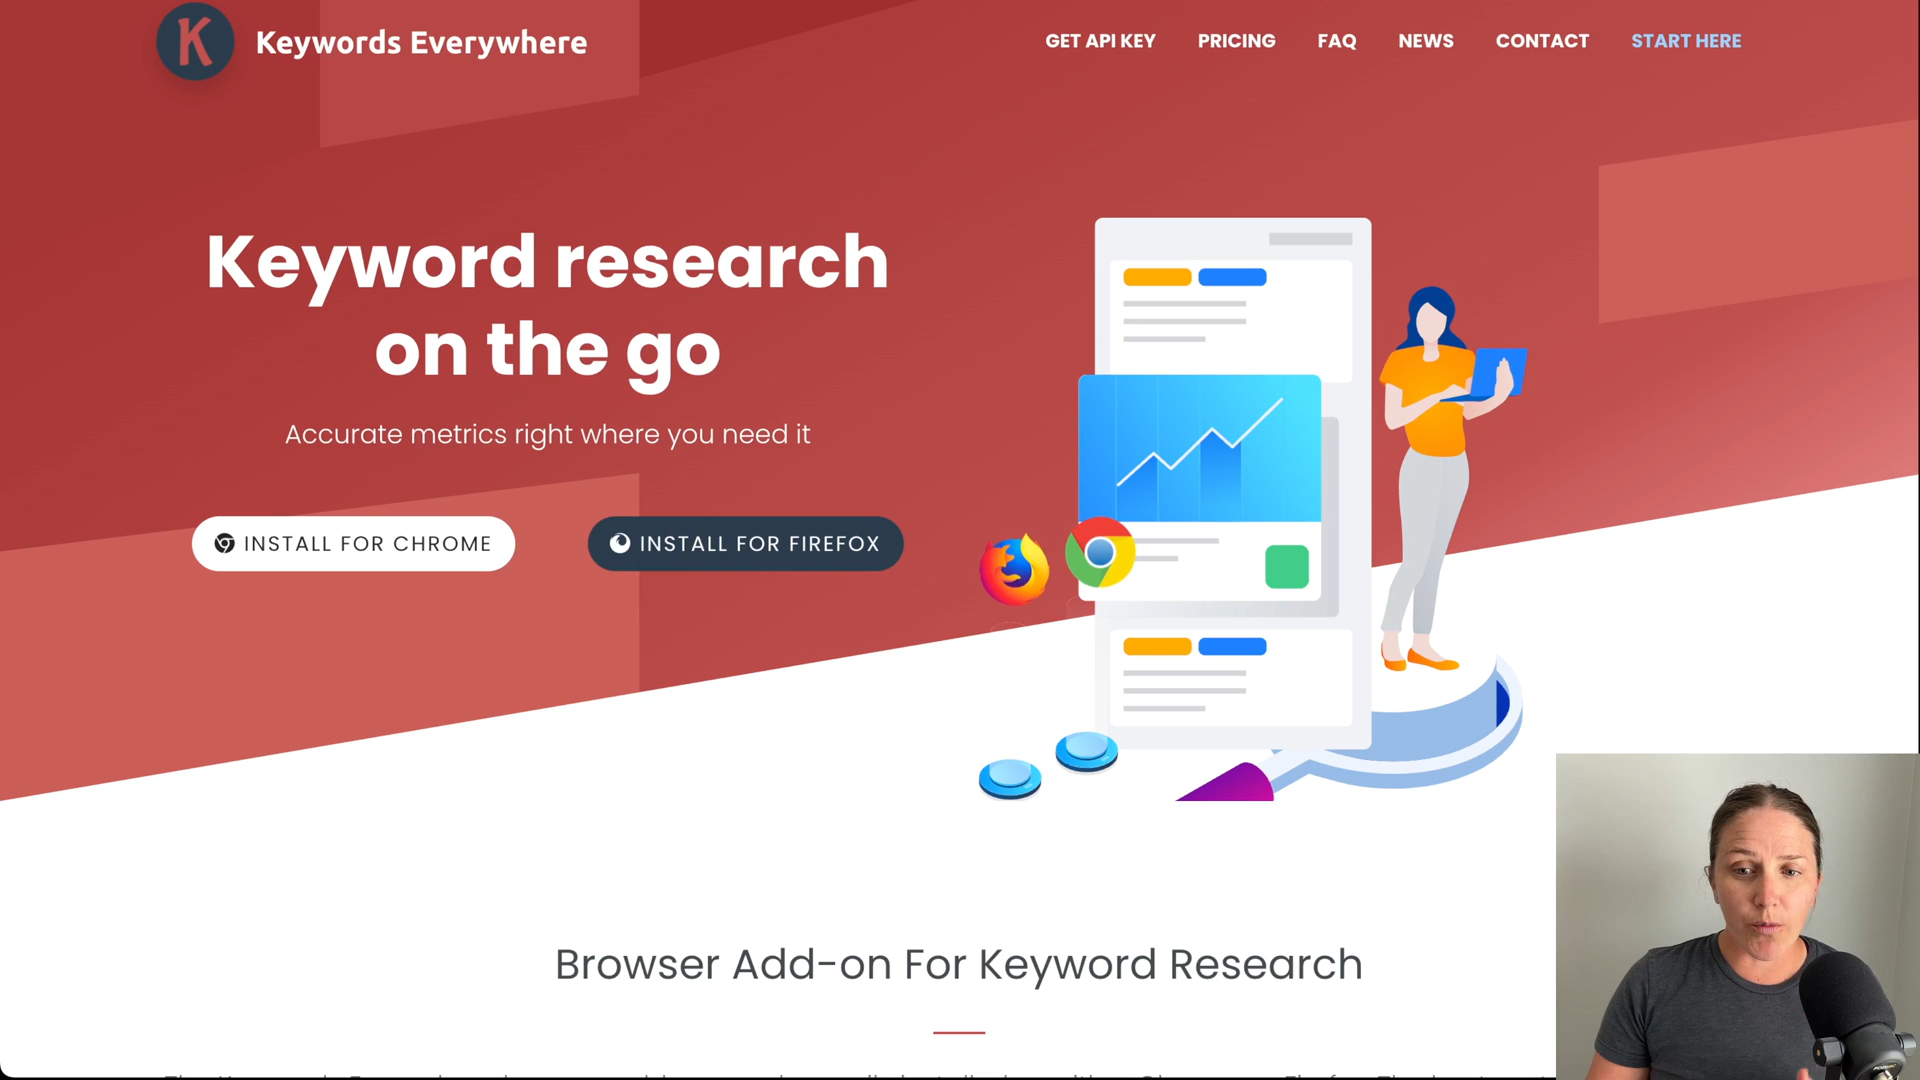 K
Keywords Everywhere
GET API KEY
PRICING
FAQ
NEWS
CONTACT
START HERE
Keyword research
on the go
Accurate metrics right where you need it
INSTALL FOR CHROME
INSTALL FOR FIREFOX
Browser Add-on For Keyword Research